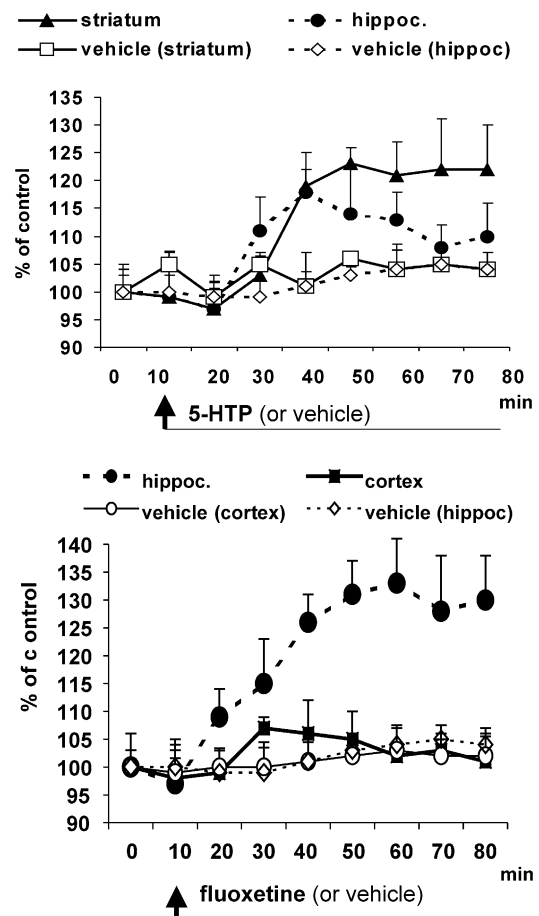 striatum hippoc.
vehicle (striatum) vehicle (hippoc)
135
130
125
120
115
110
105
100
95
90
% of control
0 10 20 30 40 50 60 70 80
min
5-HTP (or vehicle)
hippoc. cortex
vehicle (cortex) vehicle (hippoc)
140
135
130
125
120
115
110
105
100
95
90
% of c ontrol
0 10 20 30 40 50 60 70 80
min
fluoxetine (or vehicle)